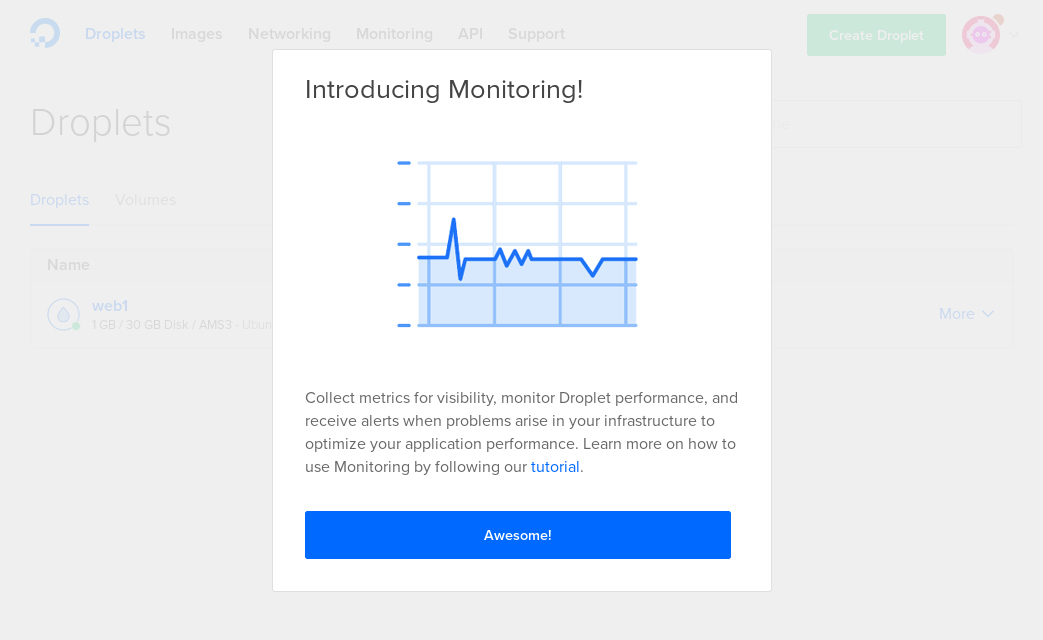 Droplets Images Networking Monitoring API Support
Create Droplet
Introducing Monitoring!
Droplets
Droplets Volumes
Name
web1
1 GB / 30 GB Disk / AMS3 -
More
Collect metrics for visibility, monitor Droplet performance, and
receive alerts when problems arise in your infrastructure to
optimize your application performance. Learn more on how to
use Monitoring by following our tutorial.
Awesome!